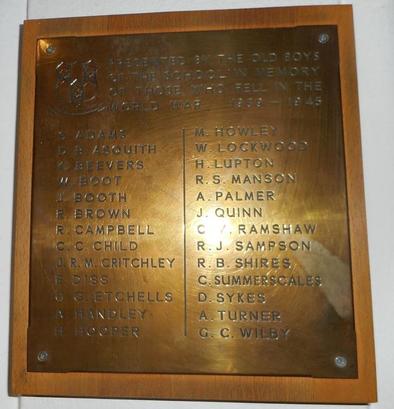 PRESENTED BY THE OLD BOYS
OF THE SCHOOL IN MEMORY
OF THOSE WHO FELL IN THE
WORLD WAR 1939 - 1945
ADAMS
ASQUITH
BEEVERS
W. BOOT
J. BOOTH
BROWN
R. CAMPBELL
C. C. CHILD
J. R. M. CRITCHLEY
DISS
ETCHELLS
A. HANDLEY
H. HOOPER
M. HOWLEY
W. LOCKWOOD
H. LUPTON
R. S. MANSON
A. PALMER
J. QUINN
RAMSHAW
R. J. SAMPSON
R. B. SHIRES
C. SUMMERSCALES
D. SYKES
A. TURNER
G. C. WILBY